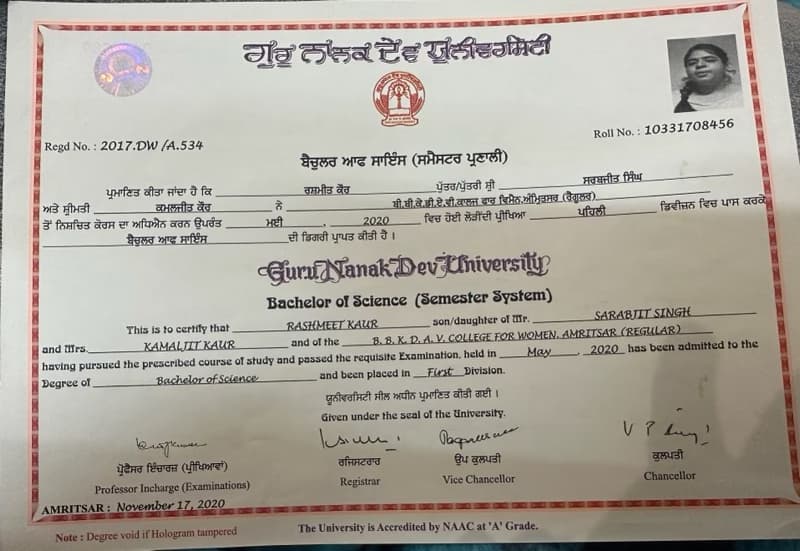 ਗੁਰੂ ਨਾਨਕ ਦੇਵ ਯੂਨੀਵਰਸਿਟੀ
Regd No. : 2017.DW /A.534
Roll No. : 10331708456
ਬੈਚੁਲਰ ਆਫ ਸਾਇੰਸ (ਸਮੈਸਟਰ ਪ੍ਰਣਾਲੀ)
ਪ੍ਰਮਾਣਿਤ ਕੀਤਾ ਜਾਂਦਾ ਹੈ ਕਿ ਰਸ਼ਮੀਤ ਕੌਰ ਪੁੱਤਰ/ਪੁੱਤਰੀ ਸ਼੍ਰੀ ਸਰਬਜੀਤ ਸਿੰਘ
ਅਤੇ ਸ਼੍ਰੀਮਤੀ ਕਮਲਜੀਤ ਕੌਰ ਨੇ ਬੀ.ਬੀ.ਕੇ.ਡੀ.ਏ.ਵੀ.ਕਾਲਜ ਫਾਰ ਵਿਮੈਨ,ਅੰਮ੍ਰਿਤਸਰ (ਰੈਗੂਲਰ)
ਤੋਂ ਨਿਸ਼ਚਿਤ ਕੋਰਸ ਦਾ ਅਧਿਐਨ ਕਰਨ ਉਪਰੰਤ ਮਈ , 2020 ਵਿਚ ਹੋਈ ਲੋੜੀਂਦੀ ਪ੍ਰੀਖਿਆ ਪਹਿਲੀ ਡਿਵੀਜ਼ਨ ਵਿਚ ਪਾਸ ਕਰਕੇ
ਬੈਚੁਲਰ ਆਫ ਸਾਇੰਸ ਦੀ ਡਿਗਰੀ ਪ੍ਰਾਪਤ ਕੀਤੀ ਹੈ ।
Guru Nanak Dev University
Bachelor of Science (Semester System)
This is to certify that RASHMEET KAUR son/daughter of Mr. SARABJIT SINGH
and Mrs. KAMALJIT KAUR and of the B. B. K. D. A. V. COLLEGE FOR WOMEN, AMRITSAR (REGULAR)
having pursued the prescribed course of study and passed the requisite Examination, held in May , 2020 has been admitted to the
Degree of Bachelor of Science and been placed in First Division.
ਯੂਨੀਵਰਸਿਟੀ ਸੀਲ ਅਧੀਨ ਪ੍ਰਮਾਣਿਤ ਕੀਤੀ ਗਈ ।
Given under the seal of the University.
ਪ੍ਰੋਫੈਸਰ ਇੰਚਾਰਜ (ਪ੍ਰੀਖਿਆਵਾਂ) ਰਜਿਸਟਰਾਰ ਉਪ ਕੁਲਪਤੀ ਕੁਲਪਤੀ
Professor Incharge (Examinations) Registrar Vice Chancellor Chancellor
AMRITSAR : November 17, 2020
Note : Degree void if Hologram tampered
The University is Accredited by NAAC at 'A' Grade.